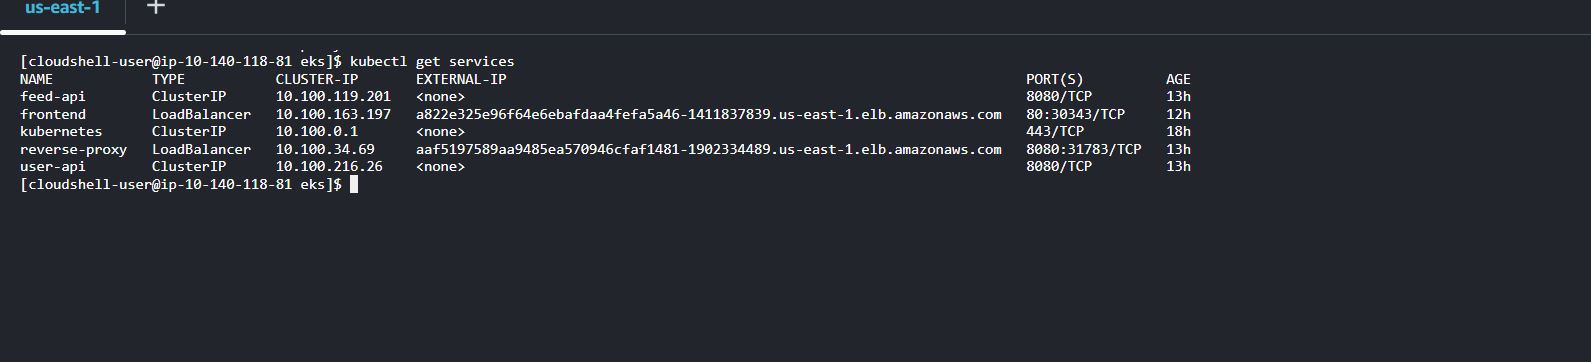 us-east-1 +
[cloudshell-user@ip-10-140-118-81 eks]$ kubectl get services
NAME TYPE CLUSTER-IP EXTERNAL-IP PORT(S) AGE
feed-api ClusterIP 10.100.119.201 <none> 8080/TCP 13h
frontend LoadBalancer 10.100.163.197 a822e325e96f64e6ebafdaa4fefa5a46-1411837839.us-east-1.elb.amazonaws.com 80:30343/TCP 12h
kubernetes ClusterIP 10.100.0.1 <none> 443/TCP 18h
reverse-proxy LoadBalancer 10.100.34.69 aaf5197589aa9485ea570946cfaf1481-1902334489.us-east-1.elb.amazonaws.com 8080:31783/TCP 13h
user-api ClusterIP 10.100.216.26 <none> 8080/TCP 13h
[cloudshell-user@ip-10-140-118-81 eks]$